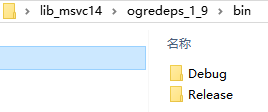 › lib_msvc14 › ogredeps_1_9 › bin
名称
Debug
Release